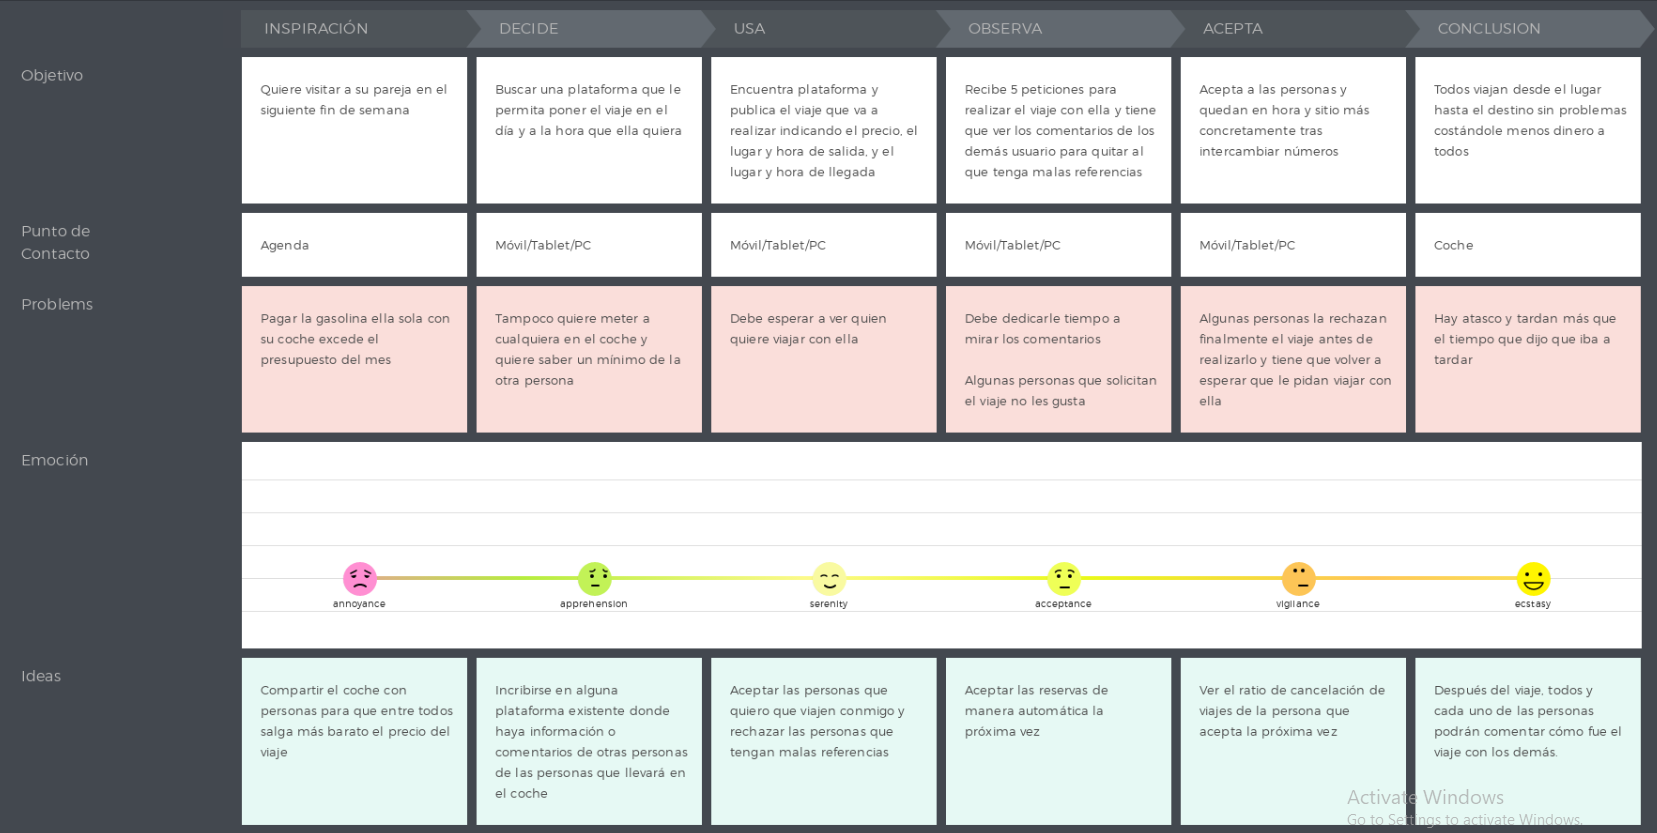 INSPIRACIÓN
DECIDE
USA
OBSERVA
ACEPTA
CONCLUSION
Objetivo
Quiere visitar a su pareja en el
siguiente fin de semana
Buscar una plataforma que le
permita poner el viaje en el
día y a la hora que ella quiera
Encuentra plataforma y
publica el viaje que va a
realizar indicando el precio, el
lugar y hora de salida, y el
lugar y hora de llegada
Recibe 5 peticiones para
realizar el viaje con ella y tiene
que ver los comentarios de los
demás usuario para quitar al
que tenga malas referencias
Acepta a las personas y
quedan en hora y sitio más
concretamente tras
intercambiar números
Todos viajan desde el lugar
hasta el destino sin problemas
costándole menos dinero a
todos
Punto de
Contacto
Agenda
Móvil/Tablet/PC
Móvil/Tablet/PC
Móvil/Tablet/PC
Móvil/Tablet/PC
Coche
Problems
Pagar la gasolina ella sola con
su coche excede el
presupuesto del mes
Tampoco quiere meter a
cualquiera en el coche y
quiere saber un mínimo de la
otra persona
Debe esperar a ver quien
quiere viajar con ella
Debe dedicarle tiempo a
mirar los comentarios
Algunas personas que solicitan
el viaje no les gusta
Algunas personas la rechazan
finalmente el viaje antes de
realizarlo y tiene que volver a
esperar que le pidan viajar con
ella
Hay atasco y tardan más que
el tiempo que dijo que iba a
tardar
Emoción
annoyance
apprehension
serenity
acceptance
vigilance
ecstasy
Ideas
Compartir el coche con
personas para que entre todos
salga más barato el precio del
viaje
Incribirse en alguna
plataforma existente donde
haya información o
comentarios de otras personas
de las personas que llevará en
el coche
Aceptar las personas que
quiero que viajen conmigo y
rechazar las personas que
tengan malas referencias
Aceptar las reservas de
manera automática la
próxima vez
Ver el ratio de cancelación de
viajes de la persona que
acepta la próxima vez
Después del viaje, todos y
cada uno de las personas
podrán comentar cómo fue el
viaje con los demás.
Activate Windows
Go to Settings to activate Windows.